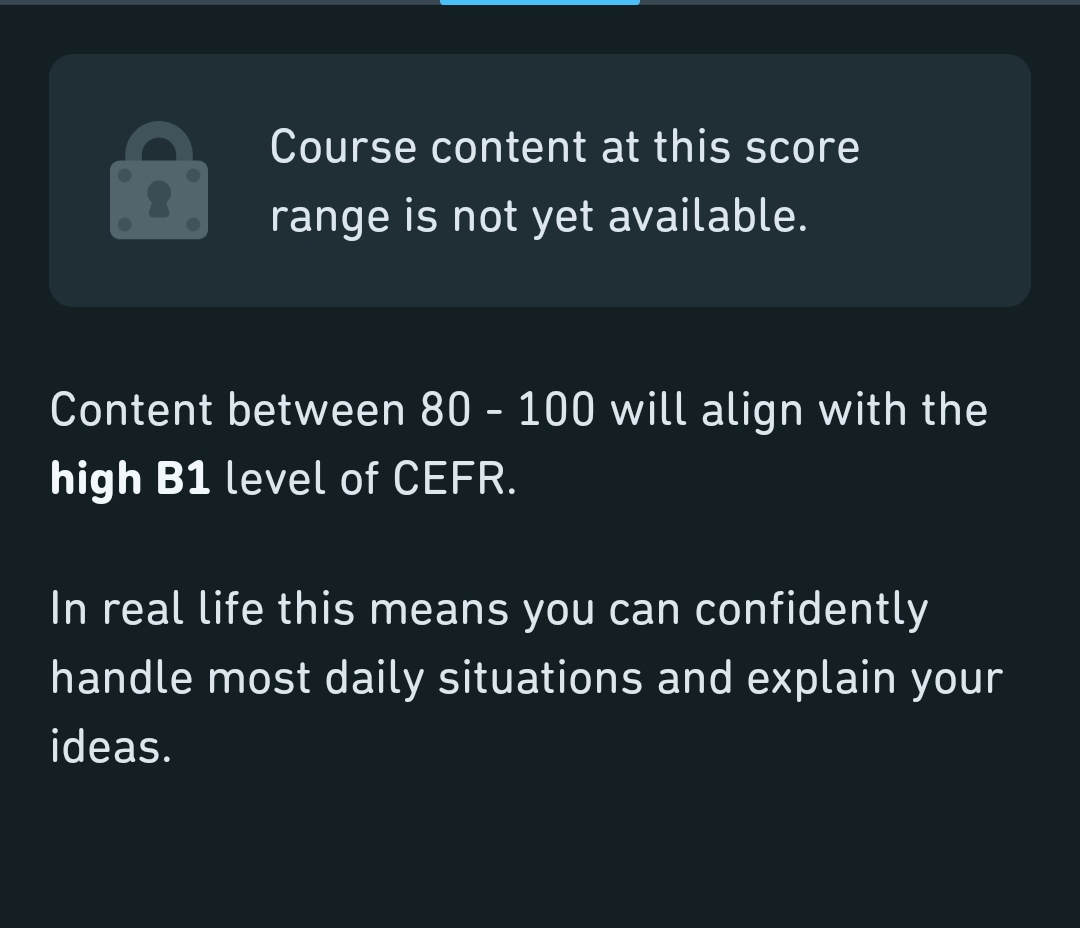 Course content at this score
range is not yet available.
Content between 80 - 100 will align with the
high B1 level of CEFR.
In real life this means you can confidently
handle most daily situations and explain your
ideas.